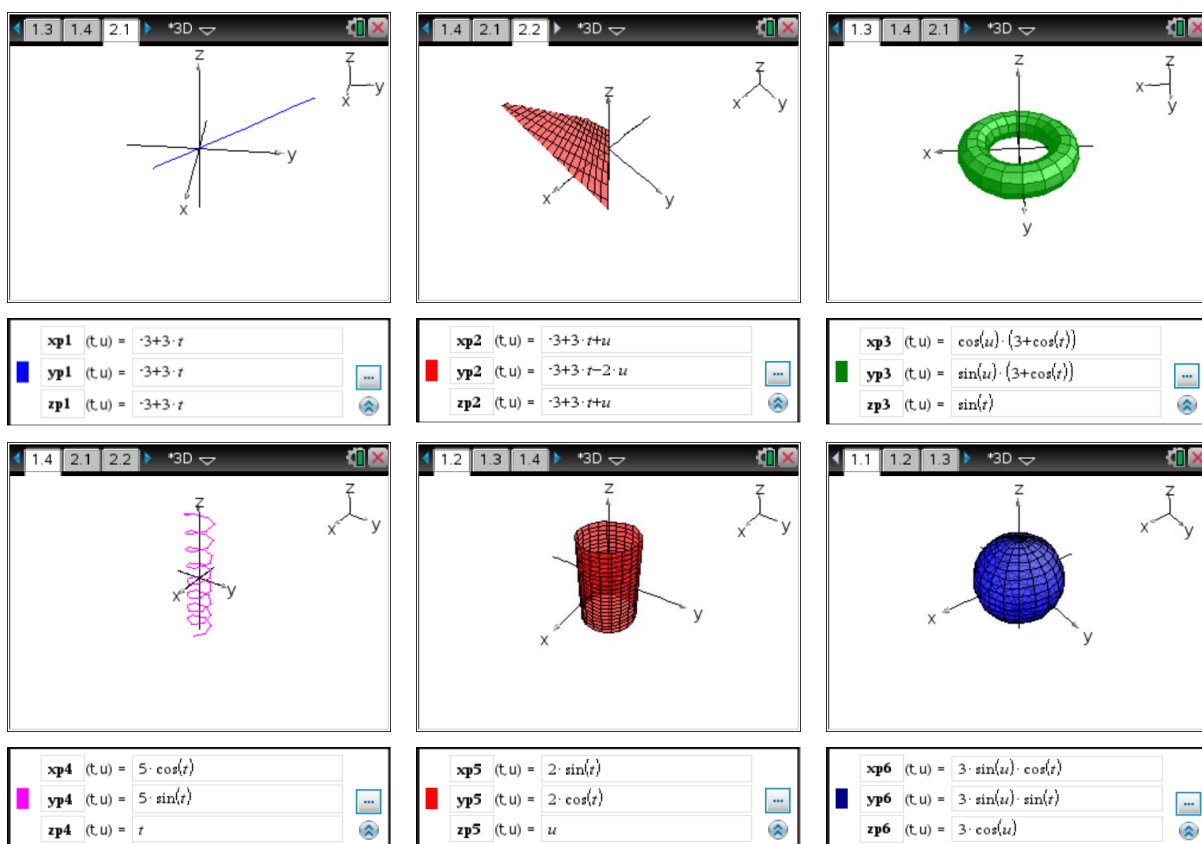 1.3 1.4 2.1 *3D
z
z
y
x
y
x
1.4 2.1 2.2 *3D
z
x y
z
x
y
1.3 1.4 2.1 *3D
z
x
y
z
x
y
xp1 (t,u) = -3+3·t
yp1 (t,u) = -3+3·t
zp1 (t,u) = -3+3·t
xp2 (t,u) = -3+3·t+u
yp2 (t,u) = -3+3·t−2·u
zp2 (t,u) = -3+3·t+u
xp3 (t,u) = cos(u)·(3+cos(t))
yp3 (t,u) = sin(u)·(3+cos(t))
zp3 (t,u) = sin(t)
1.4 2.1 2.2 *3D
z
x y
z
x y
1.2 1.3 1.4 *3D
z
x y
z
y
x
1.1 1.2 1.3 *3D
z
x y
z
x
y
xp4 (t,u) = 5·cos(t)
yp4 (t,u) = 5·sin(t)
zp4 (t,u) = t
xp5 (t,u) = 2·sin(t)
yp5 (t,u) = 2·cos(t)
zp5 (t,u) = u
xp6 (t,u) = 3·sin(u)·cos(t)
yp6 (t,u) = 3·sin(u)·sin(t)
zp6 (t,u) = 3·cos(u)